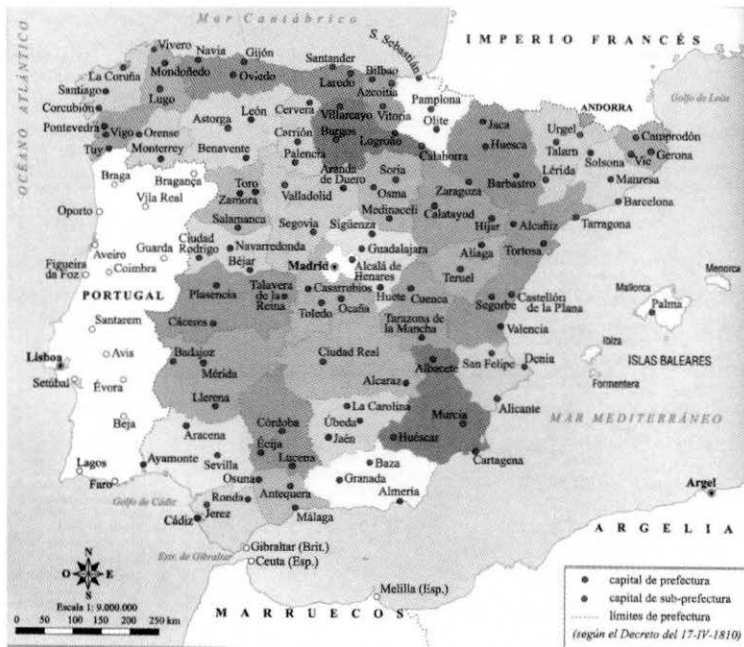 Mar Cantábrico
IMPERIO FRANCÉS
OCÉANO ATLÁNTICO
Vivero
Navia
Gijón
Santander
S. Sebastián
La Coruña
Mondoñedo
Oviedo
Laredo
Bilbao
Azcoitia
Santiago
Lugo
Pamplona
ANDORRA
Golfo de León
Corcubión
León
Cervera
Villarcayo
Vitoria
Olite
Jaca
Urgel
Camprodón
Pontevedra
Vigo
Orense
Astorga
Carrión
Burgos
Logroño
Huesca
Talarn
Solsona
Vic
Gerona
Tuy
Monterrey
Benavente
Palencia
Calahorra
Braga
Bragança
Aranda
de Duero
Soria
Barbastro
Lérida
Manresa
Vila Real
Toro
Zamora
Valladolid
Osma
Zaragoza
Barcelona
Oporto
Salamanca
Medinaceli
Calatayud
Segovia
Sigüenza
Hijar
Alcañiz
Tarragona
Aveiro
Guarda
Ciudad
Rodrigo
Navarredonda
Guadalajara
Aliaga
Tortosa
Figueira
da Foz
Coimbra
Béjar
Madrid
Alcalá de
Henares
Teruel
Menorca
PORTUGAL
Plasencia
Talavera
de la
Reina
Casarrubios
Huete
Cuenca
Castellón
de la Plana
Mallorca
Palma
Toledo
Ocaña
Segorbe
Santarem
Cáceres
Tarazona de
la Mancha
Valencia
Ibiza
ISLAS BALEARES
Lisboa
Avis
Badajoz
Ciudad Real
San Felipe
Denia
Formentera
Setúbal
Mérida
Albacete
Évora
Alcaraz
Llerena
La Carolina
Alicante
MAR MEDITERRÁNEO
Beja
Córdoba
Úbeda
Murcia
Aracena
Écija
Jaén
Huéscar
Lagos
Ayamonte
Sevilla
Lucena
Baza
Cartagena
Faro
Osuna
Granada
Argel
Golfo de Cádiz
Ronda
Antequera
Almería
Cádiz
Jerez
Málaga
ARGELIA
Estr. de Gibraltar
Gibraltar (Brit.)
Ceuta (Esp.)
N
O
E
S
Melilla (Esp.)
Escala 1: 9.000.000
MARRUECOS
0 50 100 150 200 250 km
capital de prefectura
capital de sub-prefectura
límites de prefectura
(según el Decreto del 17-IV-1810)